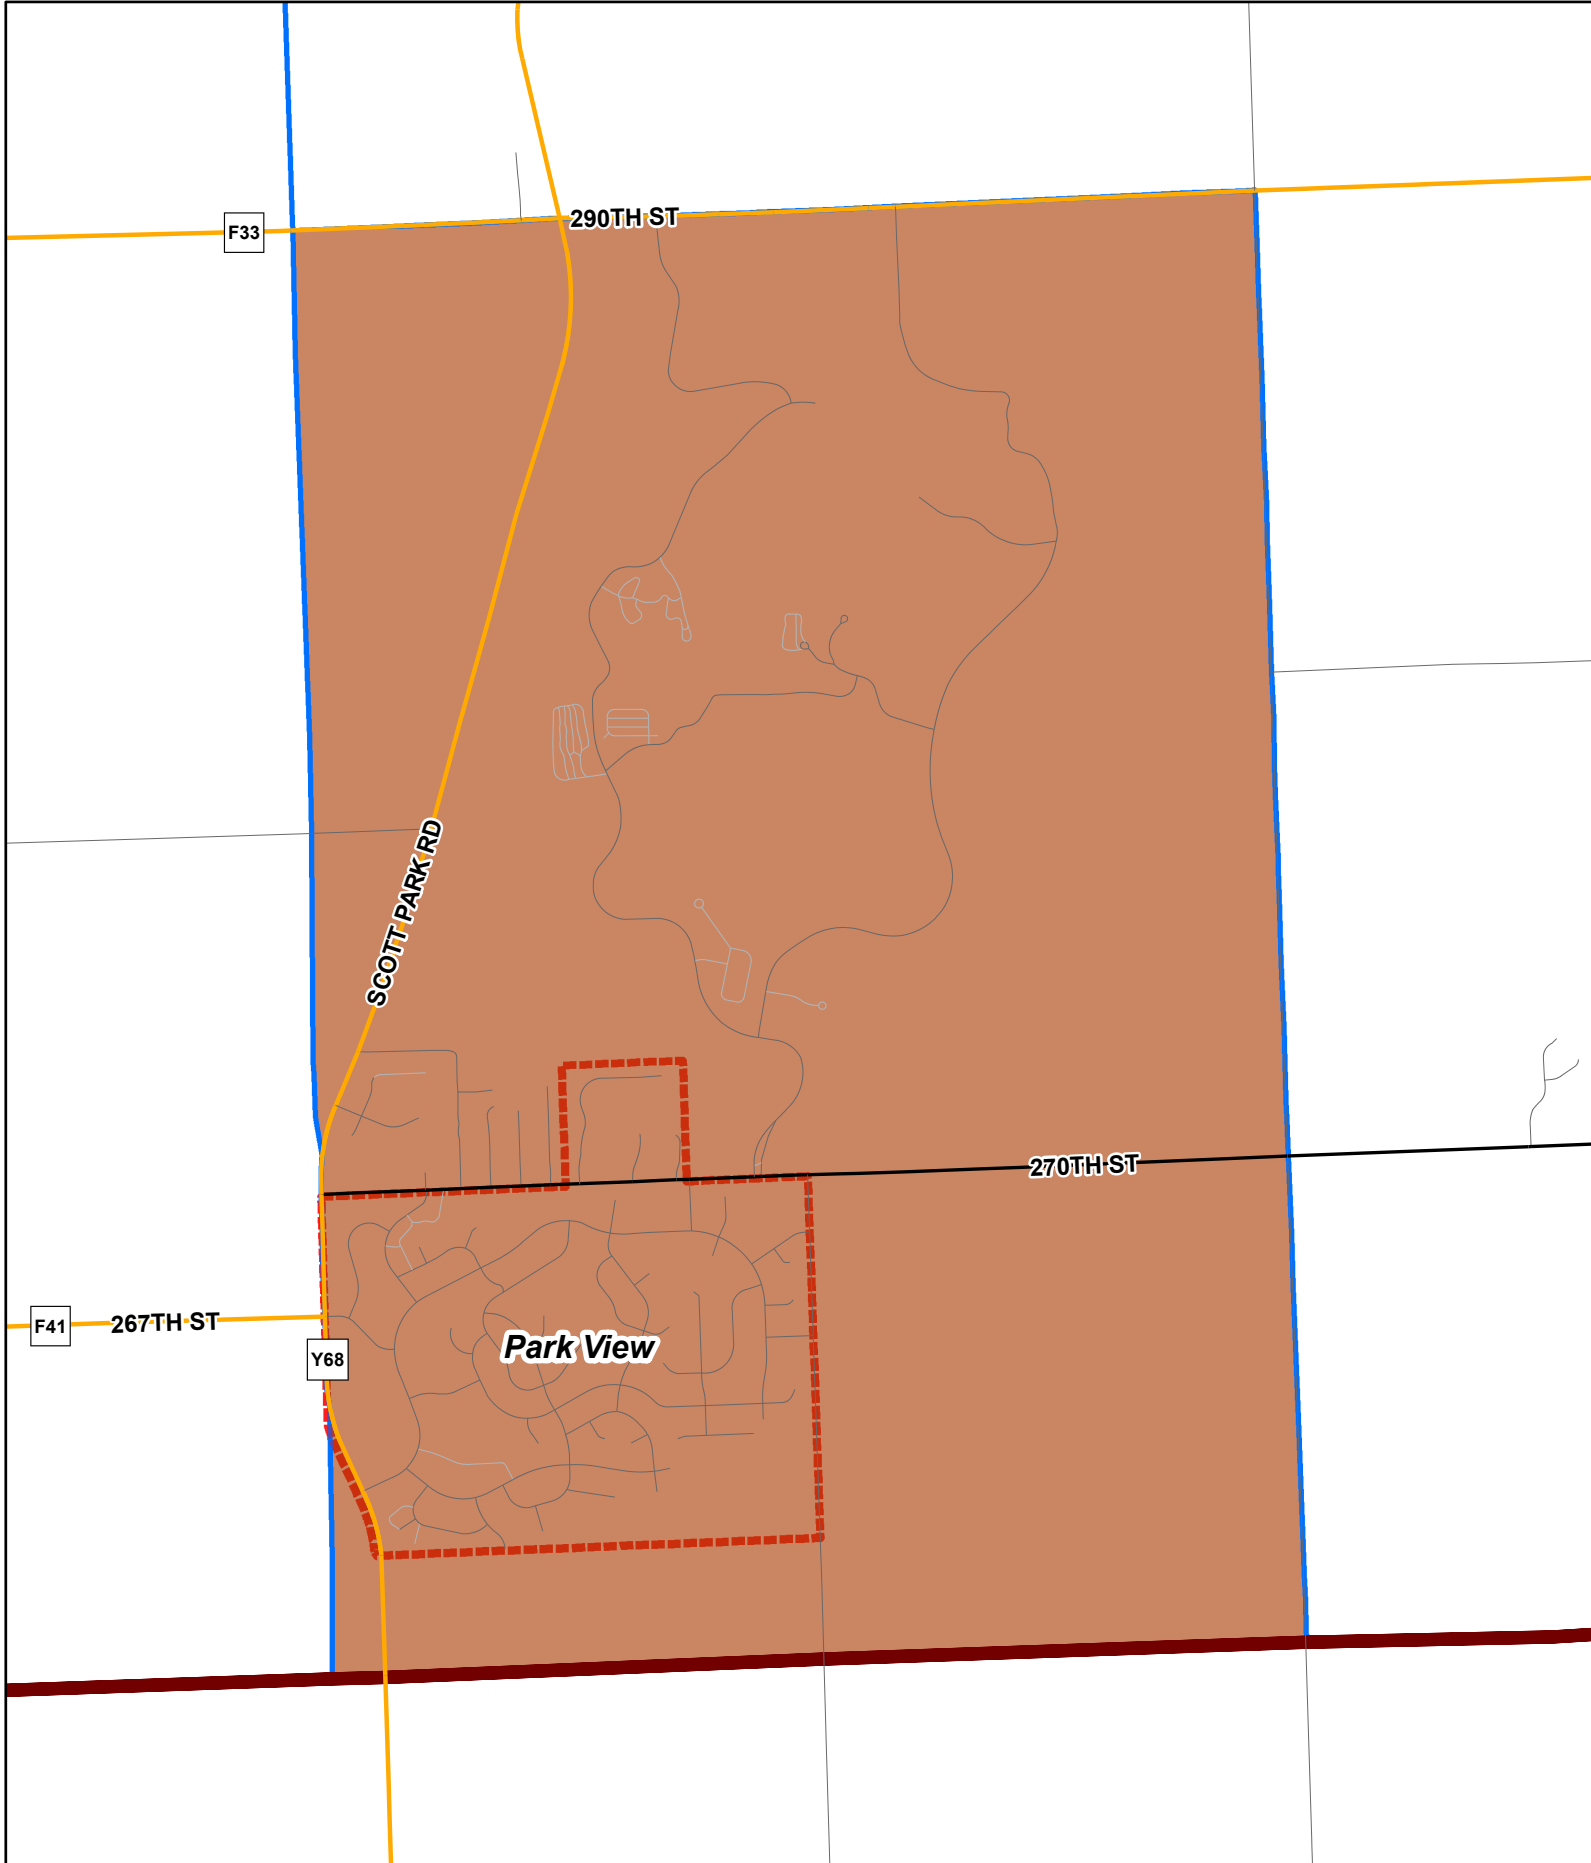 290TH ST
F33
SCOTT PARK RD
270TH ST
267TH ST
F41
Park View
Y68